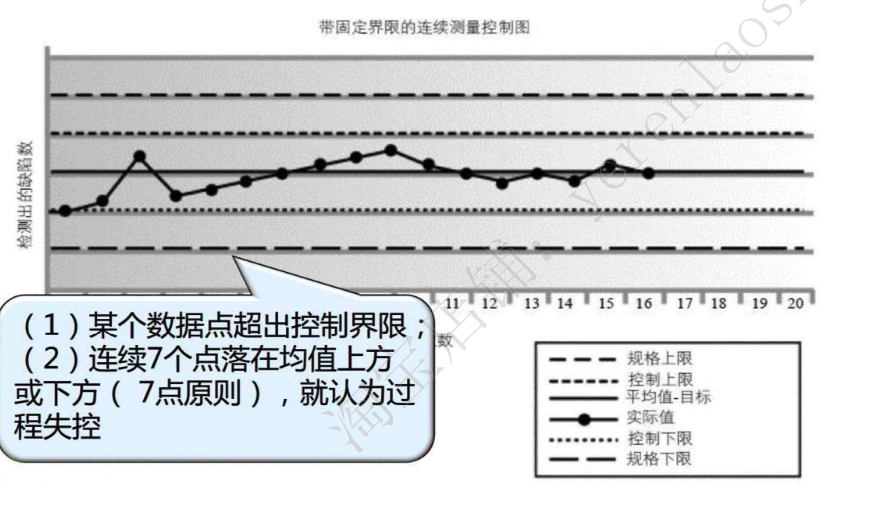 带固定界限的连续测量控制图
检测出的缺陷数
11 12 13 14 15 16 17 18 19 20
数
（1）某个数据点超出控制界限；
（2）连续7个点落在均值上方
或下方（ 7点原则），就认为过
程失控
规格上限
控制上限
平均值-目标
实际值
控制下限
规格下限
淘宝店铺：yerenlaos